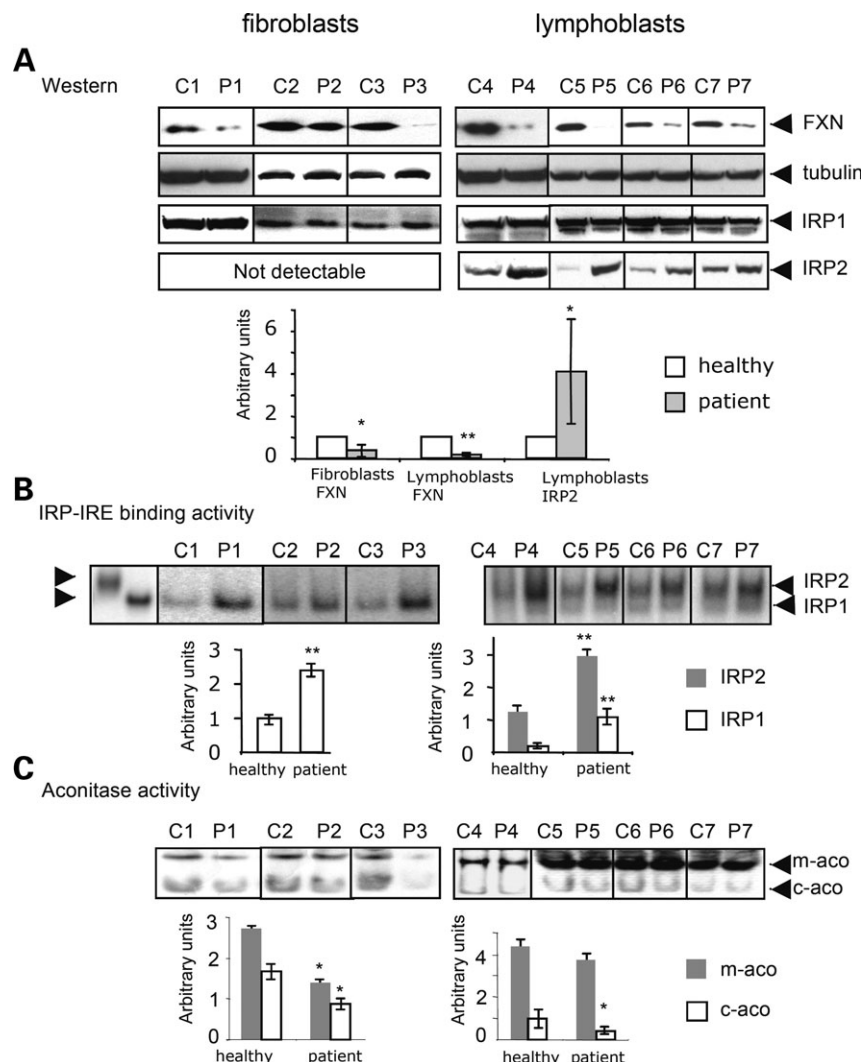 fibroblasts lymphoblasts
A
Western C1 P1 C2 P2 C3 P3 C4 P4 C5 P5 C6 P6 C7 P7
FXN
tubulin
IRP1
Not detectable IRP2
Arbitrary units
6
4
2
0
* ** *
healthy
patient
Fibroblasts FXN
Lymphoblasts FXN
Lymphoblasts IRP2
B
IRP-IRE binding activity
C1 P1 C2 P2 C3 P3 C4 P4 C5 P5 C6 P6 C7 P7
IRP2
IRP1
Arbitrary units
3
2
1
0
**
healthy patient
Arbitrary units
3
2
1
0
**
**
healthy patient
IRP2
IRP1
C
Aconitase activity
C1 P1 C2 P2 C3 P3 C4 P4 C5 P5 C6 P6 C7 P7
m-aco
c-aco
Arbitrary units
3
2
1
0
* *
healthy patient
Arbitrary units
4
2
0
*
healthy patient
m-aco
c-aco